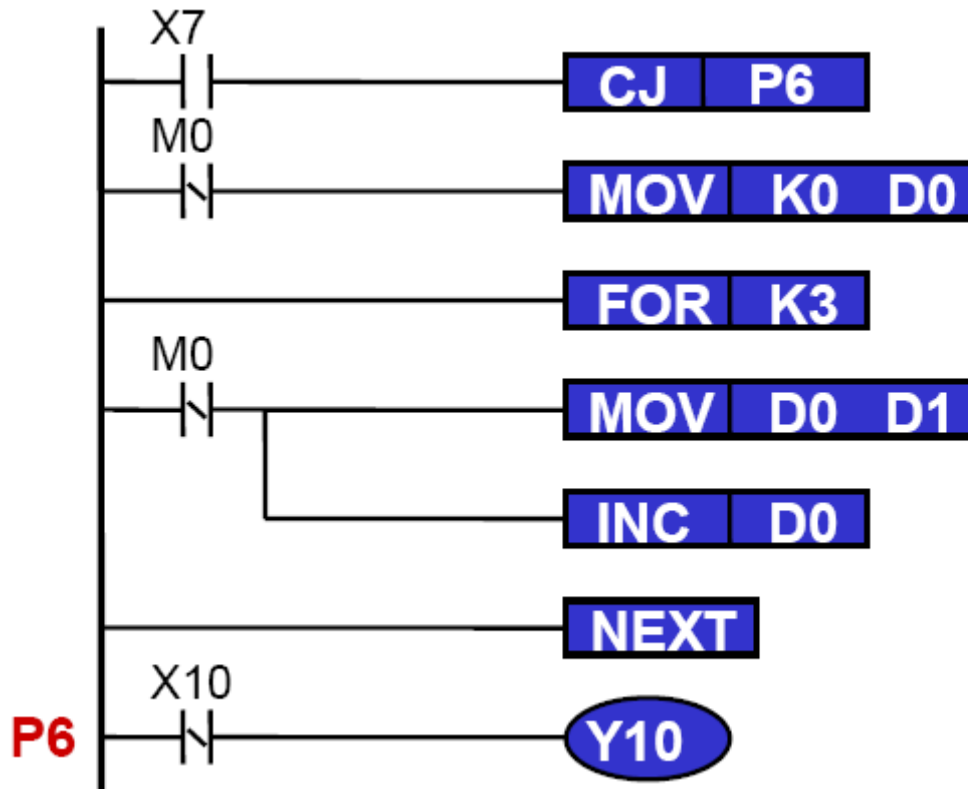 X7
CJ P6
M0
MOV K0 D0
FOR K3
M0
MOV D0 D1
INC D0
NEXT
X10
P6 Y10